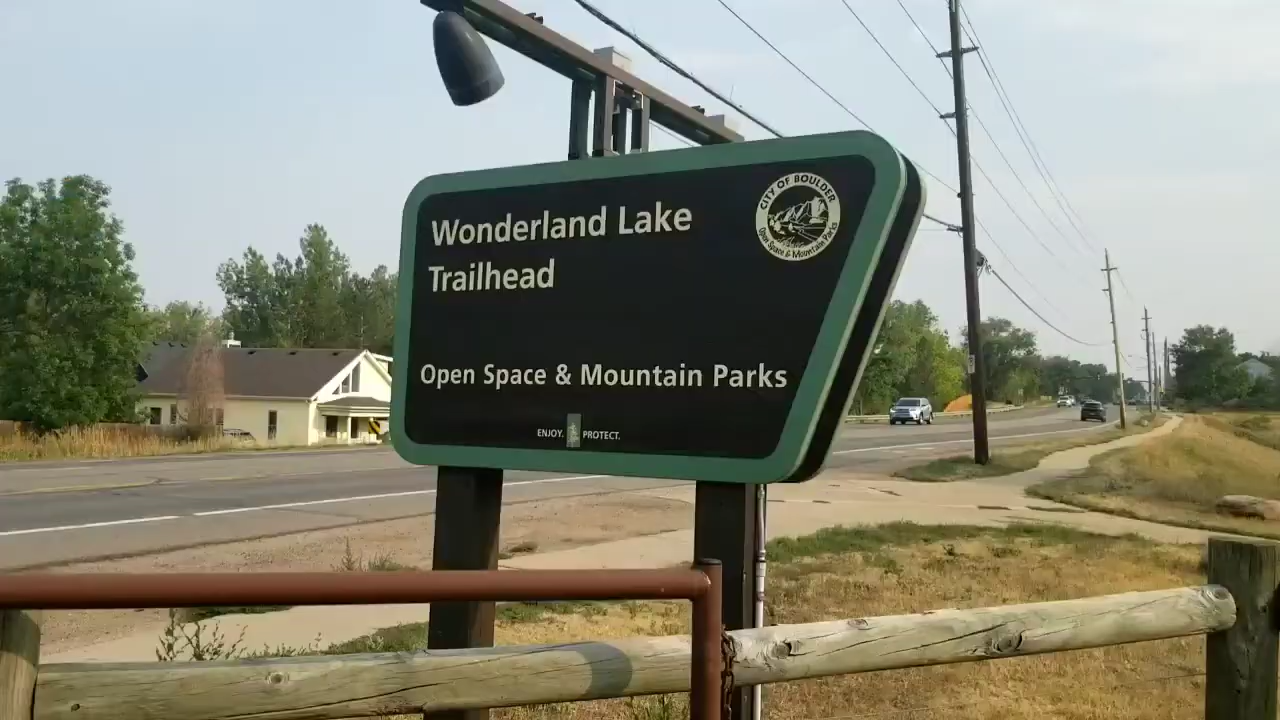 Wonderland Lake
Trailhead
CITY OF BOULDER
Open Space & Mountain Parks
Open Space & Mountain Parks
ENJOY. PROTECT.